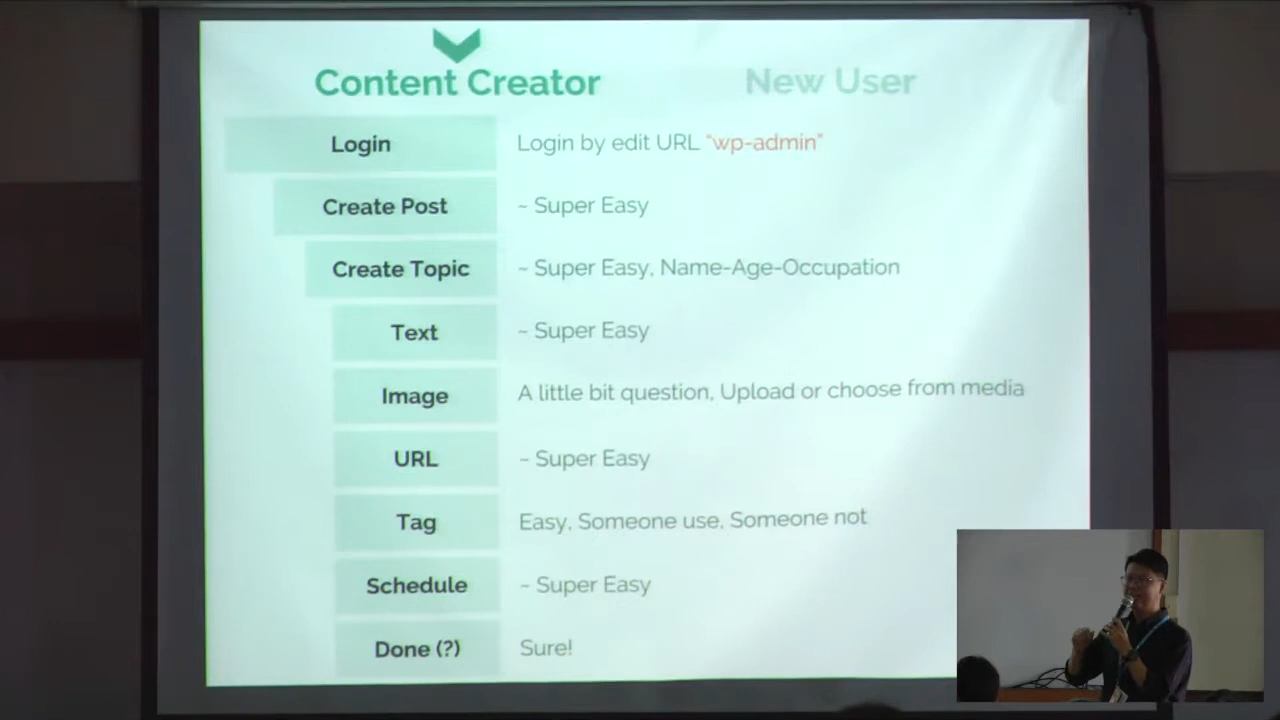 Content Creator New User
Login Login by edit URL “wp-admin”
Create Post ~ Super Easy
Create Topic ~ Super Easy, Name-Age-Occupation
Text ~ Super Easy
Image A little bit question, Upload or choose from media
URL ~ Super Easy
Tag Easy, Someone use, Someone not
Schedule ~ Super Easy
Done (?) Sure!